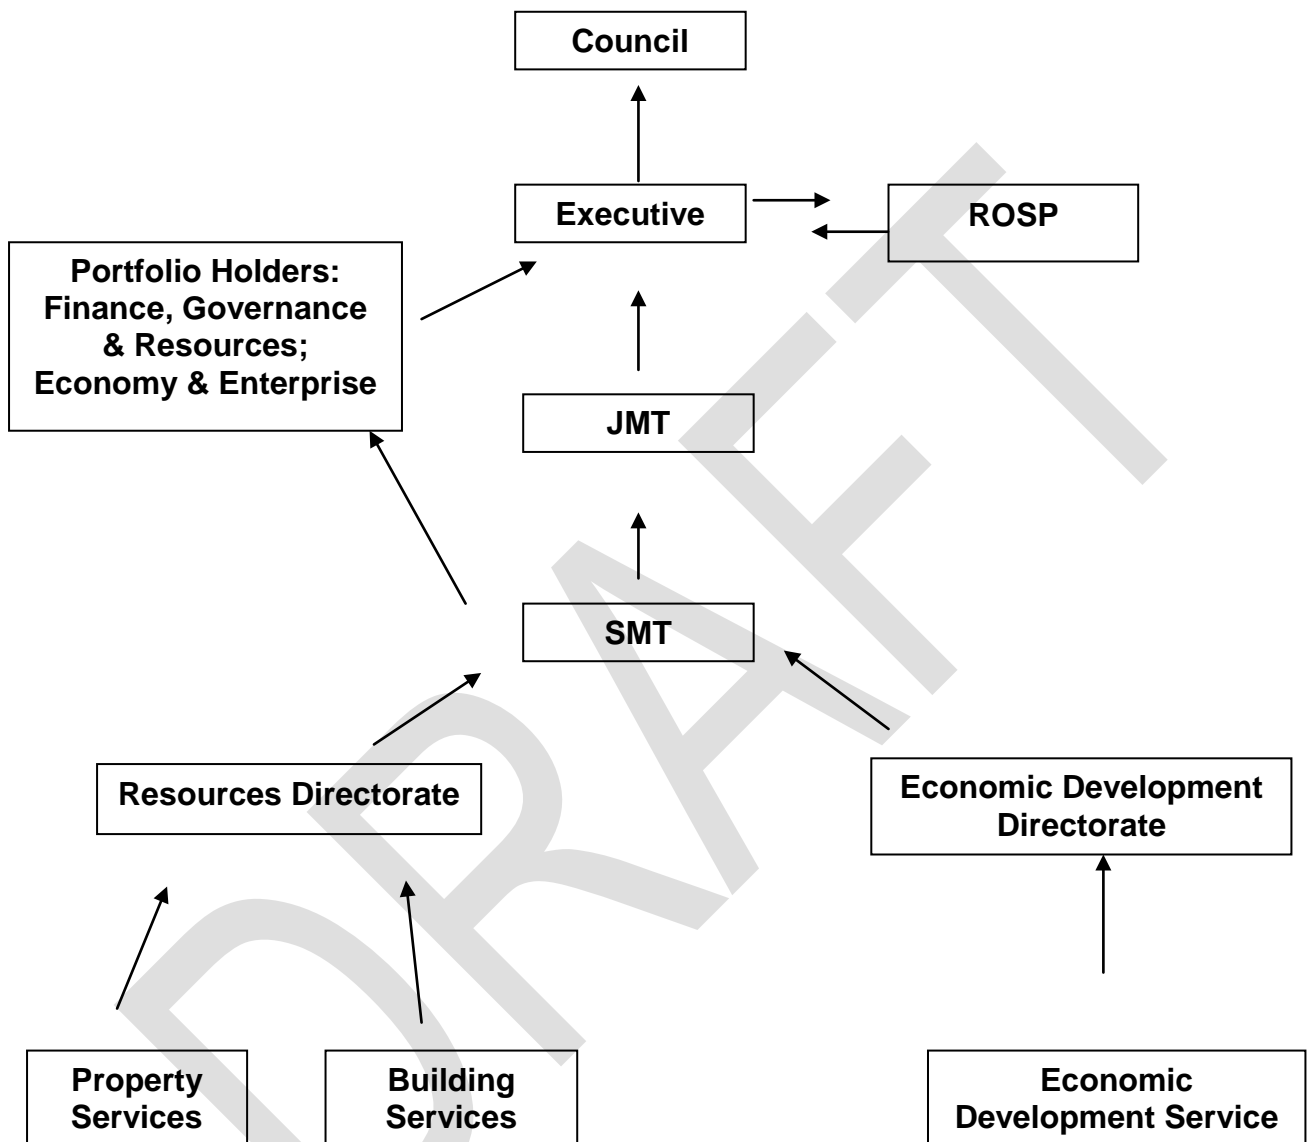 Council
Executive
ROSP
Portfolio Holders:
Finance, Governance
& Resources;
Economy & Enterprise
JMT
SMT
Resources Directorate
Economic Development
Directorate
Property
Services
Building
Services
Economic
Development Service
DRAFT